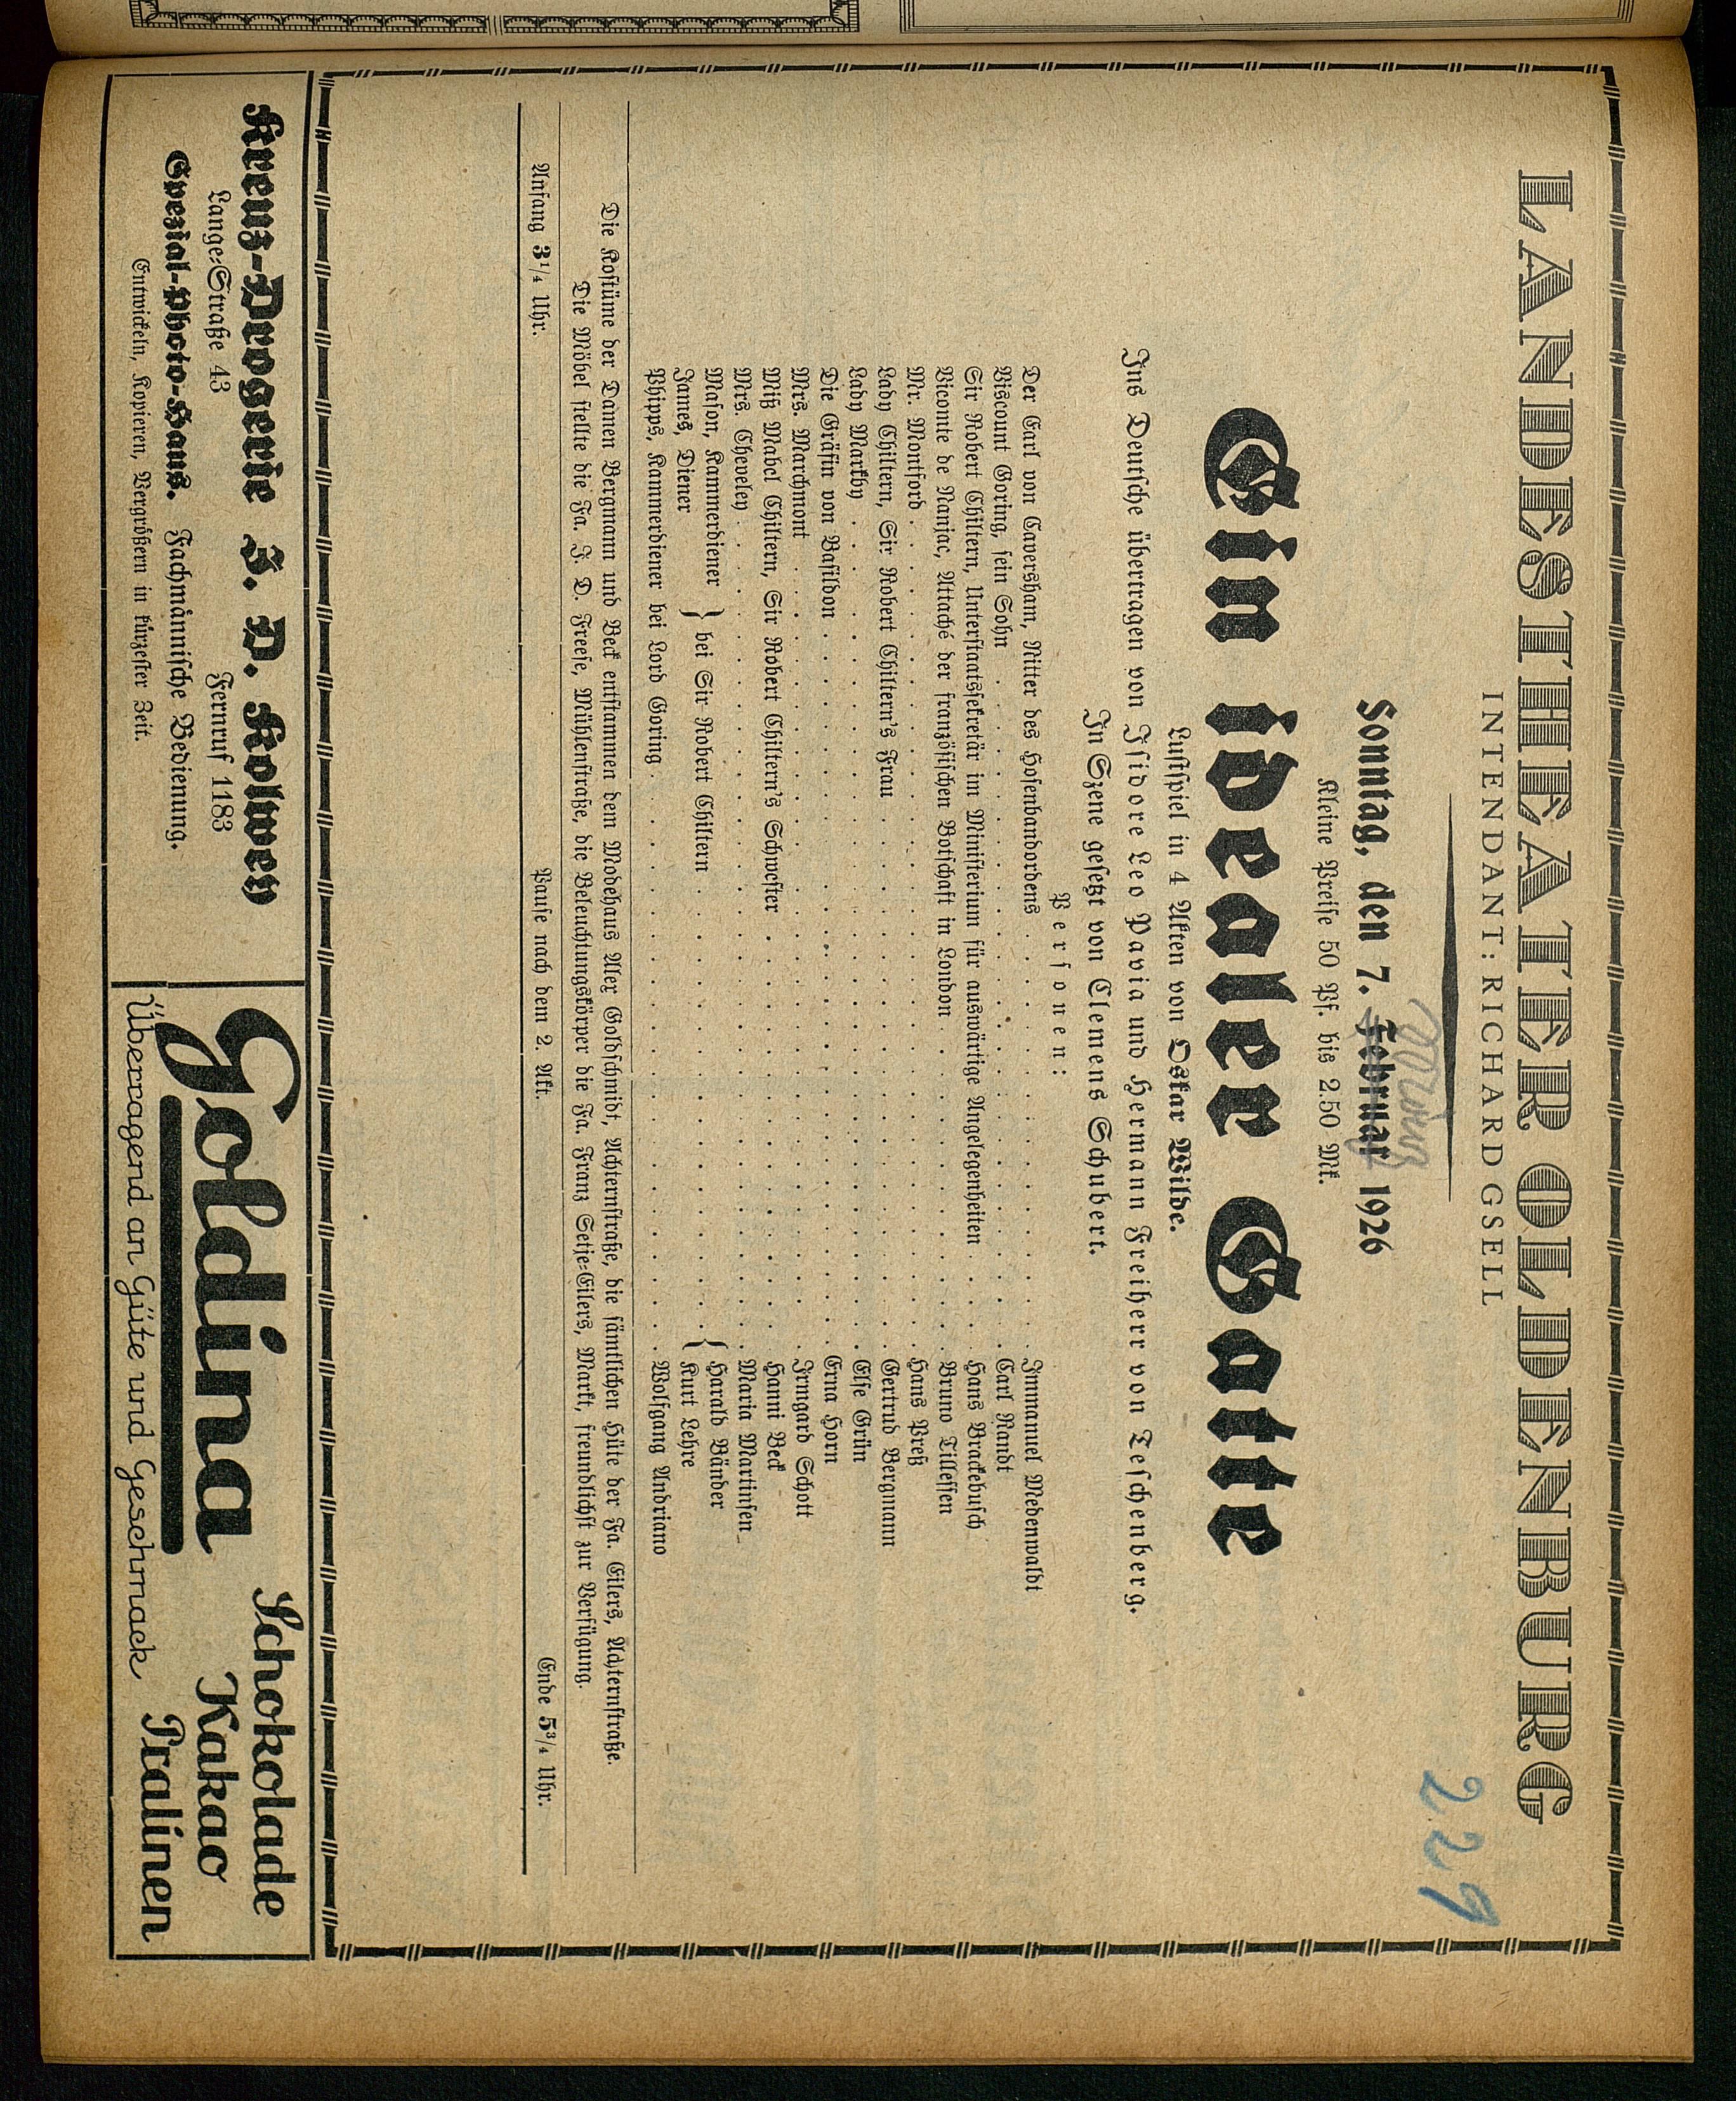 229
LANDESTHEATER OLDENBURG
INTENDANT: RICHARD GSELL
März
Sonntag, den 7. Februar 1926
Kleine Preise 50 Pf. bis 2.50 Mk.
Ein idealer Gatte
Lustspiel in 4 Akten von Oskar Wilde.
Ins Deutsche übertragen von Isidore Leo Pavia und Hermann Freiherr von Teschenberg.
In Szene gesetzt von Clemens Schubert.
Personen:
Der Earl von Caversham, Ritter des Hosenbandordens . . . . . Immanuel Medenwaldt
Viscount Goring, sein Sohn . . . . . Carl Randt
Sir Robert Chiltern, Unterstaatssekretär im Ministerium für auswärtige Angelegenheiten . . . . . Hans Brackebusch
Vicomte de Nanjac, Attaché der französischen Botschaft in London . . . . . Bruno Tillessen
Mr. Montford . . . . . Hans Preß
Lady Chiltern, Sir Robert Chiltern's Frau . . . . . Gertrud Bergmann
Lady Markby . . . . . Else Grün
Die Gräfin von Basildon . . . . . Erna Horn
Mrs. Marchmont . . . . . Irmgard Schott
Miß Mabel Chiltern, Sir Robert Chiltern's Schwester . . . . . Hanni Beck
Mrs. Cheveley . . . . . Maria Martinsen
Mason, Kammerdiener } bei Sir Robert Chiltern . . . . . { Harald Bänder
James, Diener Kurt Lehre
Phipps, Kammerdiener bei Lord Goring . . . . . Wolfgang Andriano
Die Kostüme der Damen Bergmann und Beck entstammen dem Modehaus Alex Goldschmidt, Achternstraße, die sämtlichen Hüte der Fa. Eilers, Achternstraße.
Die Möbel stellte die Fa. J. D. Freese, Mühlenstraße, die Beleuchtungskörper die Fa. Franz Setje-Eilers, Markt, freundlichst zur Verfügung.
Anfang 3¼ Uhr. Pause nach dem 2. Akt. Ende 5¾ Uhr.
Kreuz-Drogerie J. D. Kolwey
Lange-Straße 43 Fernruf 1183
Spezial-Photo-Haus. Fachmännische Bedienung.
Entwickeln, Kopieren, Vergrößern in kürzester Zeit.
Goldina
Schokolade
Kakao
Pralinen
Überragend an Güte und Geschmack